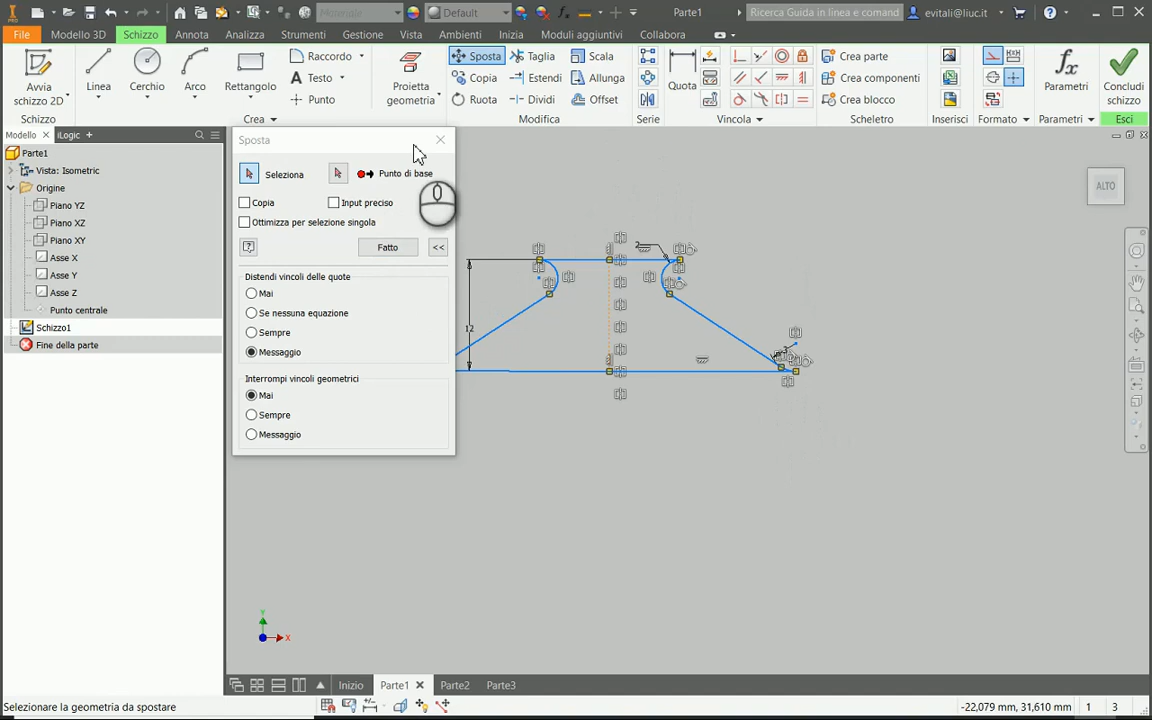 PRO
Materiale
Default
fx
Parte1
Ricerca Guida in linea e comando
evitali@liuc.it
File
Modello 3D
Schizzo
Annota
Analizza
Strumenti
Gestione
Vista
Ambienti
Inizia
Moduli aggiuntivi
Collabora
Avvia
schizzo 2D
Linea
Cerchio
Arco
Rettangolo
Raccordo
Testo
Punto
Proietta
geometria
Sposta
Copia
Ruota
Taglia
Estendi
Dividi
Scala
Allunga
Offset
Quota
Crea parte
Crea componenti
Crea blocco
fx
Parametri
Concludi
schizzo
Schizzo
Crea
Modifica
Serie
Vincola
Scheletro
Inserisci
Formato
Parametri
Esci
Modello
iLogic
Parte1
Vista: Isometric
Origine
Piano YZ
Piano XZ
Piano XY
Asse X
Asse Y
Asse Z
Punto centrale
Schizzo1
Fine della parte
Sposta
Seleziona
Punto di base
Copia
Input preciso
Ottimizza per selezione singola
Fatto
<<
Distendi vincoli delle quote
Mai
Se nessuna equazione
Sempre
Messaggio
Interrompi vincoli geometrici
Mai
Sempre
Messaggio
ALTO
2
12
Y
X
Inizio
Parte1
Parte2
Parte3
Selezionare la geometria da spostare
-22,079 mm, 31,610 mm
1
3